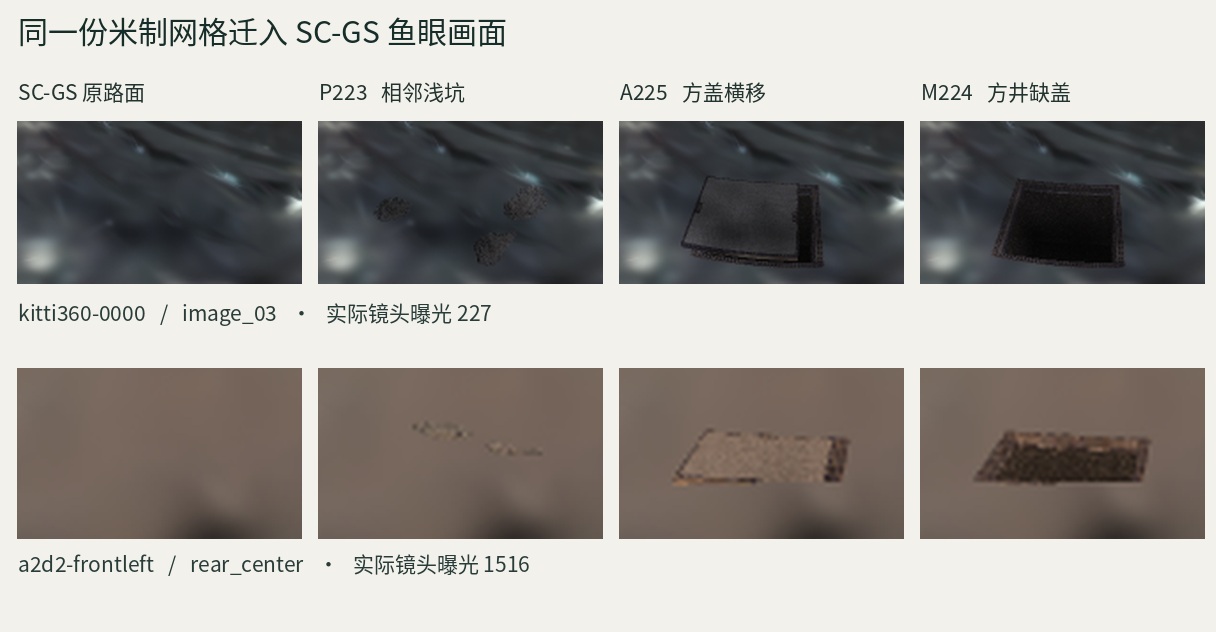 同一份米制网格迁入 SC-GS 鱼眼画面
SC-GS 原路面
P223 相邻浅坑
A225 方盖横移
M224 方井缺盖
kitti360-0000 / image_03 · 实际镜头曝光 227
a2d2-frontleft / rear_center · 实际镜头曝光 1516